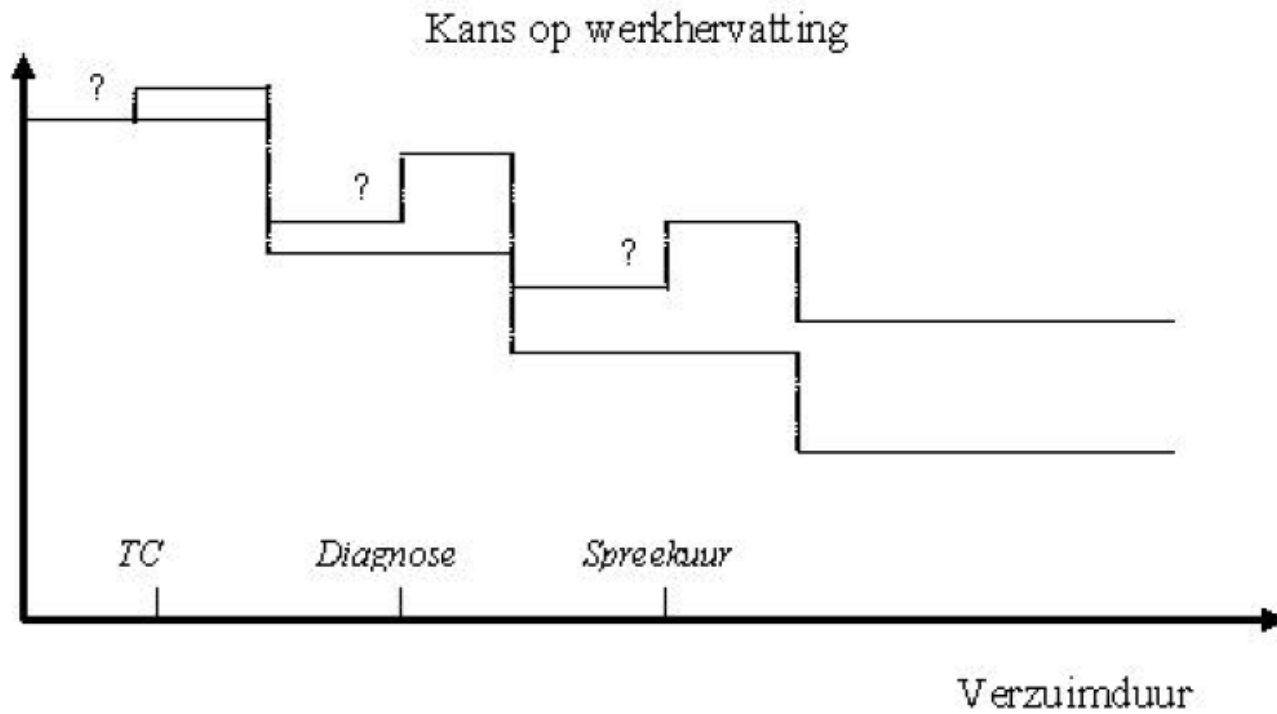 Kans op werkhervatting
?
?
?
TC Diagnose Spreekuur
Verzuimduur